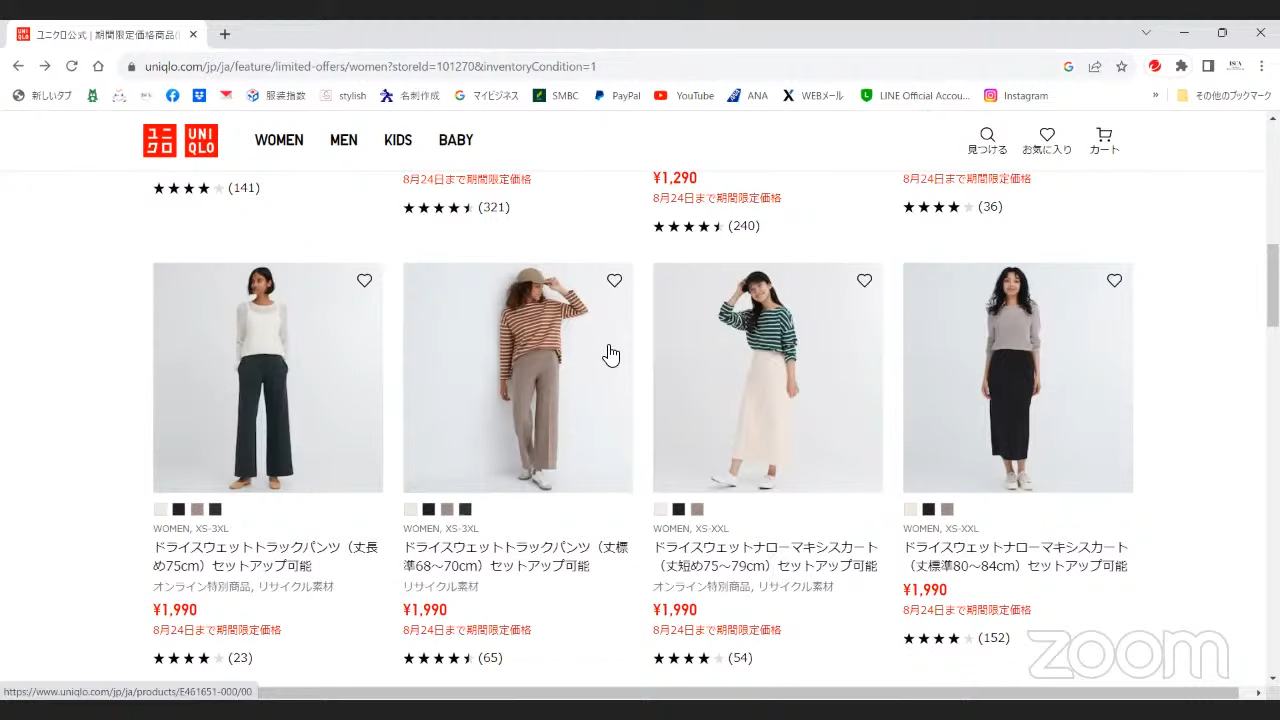 ユニクロ公式 | 期間限定価格商品(
uniqlo.com/jp/ja/feature/limited-offers/women?storeId=101270&inventoryCondition=1
新しいタブ
服装指数
stylish
名刺作成
マイビジネス
SMBC
PayPal
YouTube
ANA
WEBメール
LINE Official Accou...
Instagram
»
その他のブックマーク
ユニクロ
UNIQLO
WOMEN
MEN
KIDS
BABY
見つける
お気に入り
カート
(141)
8月24日まで期間限定価格
(321)
¥1,290
8月24日まで期間限定価格
(240)
8月24日まで期間限定価格
(36)
WOMEN, XS-3XL
ドライスウェットトラックパンツ（丈長
め75cm）セットアップ可能
オンライン特別商品, リサイクル素材
¥1,990
8月24日まで期間限定価格
(23)
WOMEN, XS-3XL
ドライスウェットトラックパンツ（丈標
準68～70cm）セットアップ可能
リサイクル素材
¥1,990
8月24日まで期間限定価格
(65)
WOMEN, XS-XXL
ドライスウェットナローマキシスカート
（丈短め75～79cm）セットアップ可能
オンライン特別商品, リサイクル素材
¥1,990
8月24日まで期間限定価格
(54)
WOMEN, XS-XXL
ドライスウェットナローマキシスカート
（丈標準80～84cm）セットアップ可能
¥1,990
8月24日まで期間限定価格
(152)
zoom
https://www.uniqlo.com/jp/ja/products/E461651-000/00